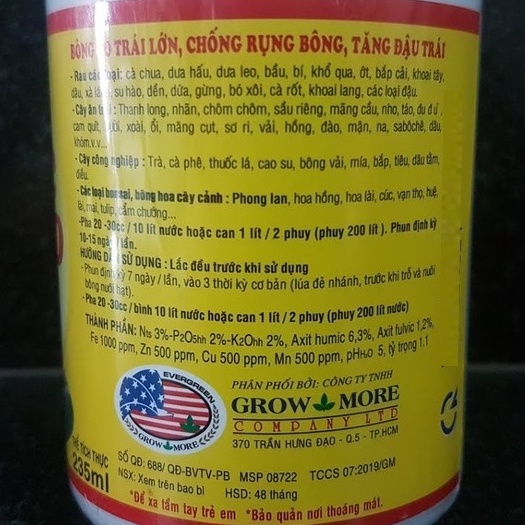 BÔNG TO TRÁI LỚN, CHỐNG RỤNG BÔNG, TĂNG ĐẬU TRÁI
- Rau các loại: cà chua, dưa hấu, dưa leo, bầu, bí, khổ qua, ớt, bắp cải, khoai tây,
dâu, xà lách, su hào, dền, dứa, gừng, bó xôi, cà rốt, khoai lang, các loại đậu.
- Cây ăn trái: Thanh long, nhãn, chôm chôm, sầu riêng, mãng cầu, nho, táo, đu đủ,
cam quít, bưởi, xoài, ổi, măng cụt, sơ ri, vải, hồng, đào, mận, na, sabôchê, dâu,
khóm.v.v...
- Cây công nghiệp : Trà, cà phê, thuốc lá, cao su, bông vải, mía, bắp, tiêu, dâu tằm,
điều.
- Các loại bonsai, bông hoa cây cảnh : Phong lan, hoa hồng, hoa lài, cúc, vạn thọ, huệ,
lài, mai, tulip, cẩm chướng...
- Pha 20 -30cc / 10 lít nước hoặc can 1 lít / 2 phuy (phuy 200 lít ). Phun định kỳ
10-15 ngày / lần.
HƯỚNG DẪN SỬ DỤNG : Lắc đều trước khi sử dụng
- Phun định kỳ 7 ngày / lần, vào 3 thời kỳ cơ bản (lúa đẻ nhánh, trước khi trỗ và nuôi
bông nuôi hạt).
- Pha 20 -30cc / bình 10 lít nước hoặc can 1 lít / 2 phuy (phuy 200 lít nước)
THÀNH PHẦN: Nts 3%-P2O5hh 2%-K2Ohh 2%, Axit humic 6,3%, Axit fulvic 1,2%,
Fe 1000 ppm, Zn 500 ppm, Cu 500 ppm, Mn 500 ppm, pHH₂O 5, tỷ trọng 1.1
EVERGREEN
GROW MORE
PHÂN PHỐI BỞI: CÔNG TY TNHH
GROW MORE
COMPANY LTD
370 TRẦN HƯNG ĐẠO - Q.5 - TP.HCM
THỂ TÍCH THỰC
235ml
SỐ QĐ: 688/ QĐ-BVTV-PB MSP 08722 TCCS 07:2019/GM
NSX: Xem trên bao bì HSD: 48 tháng
*Để xa tầm tay trẻ em *Bảo quản nơi thoáng mát.